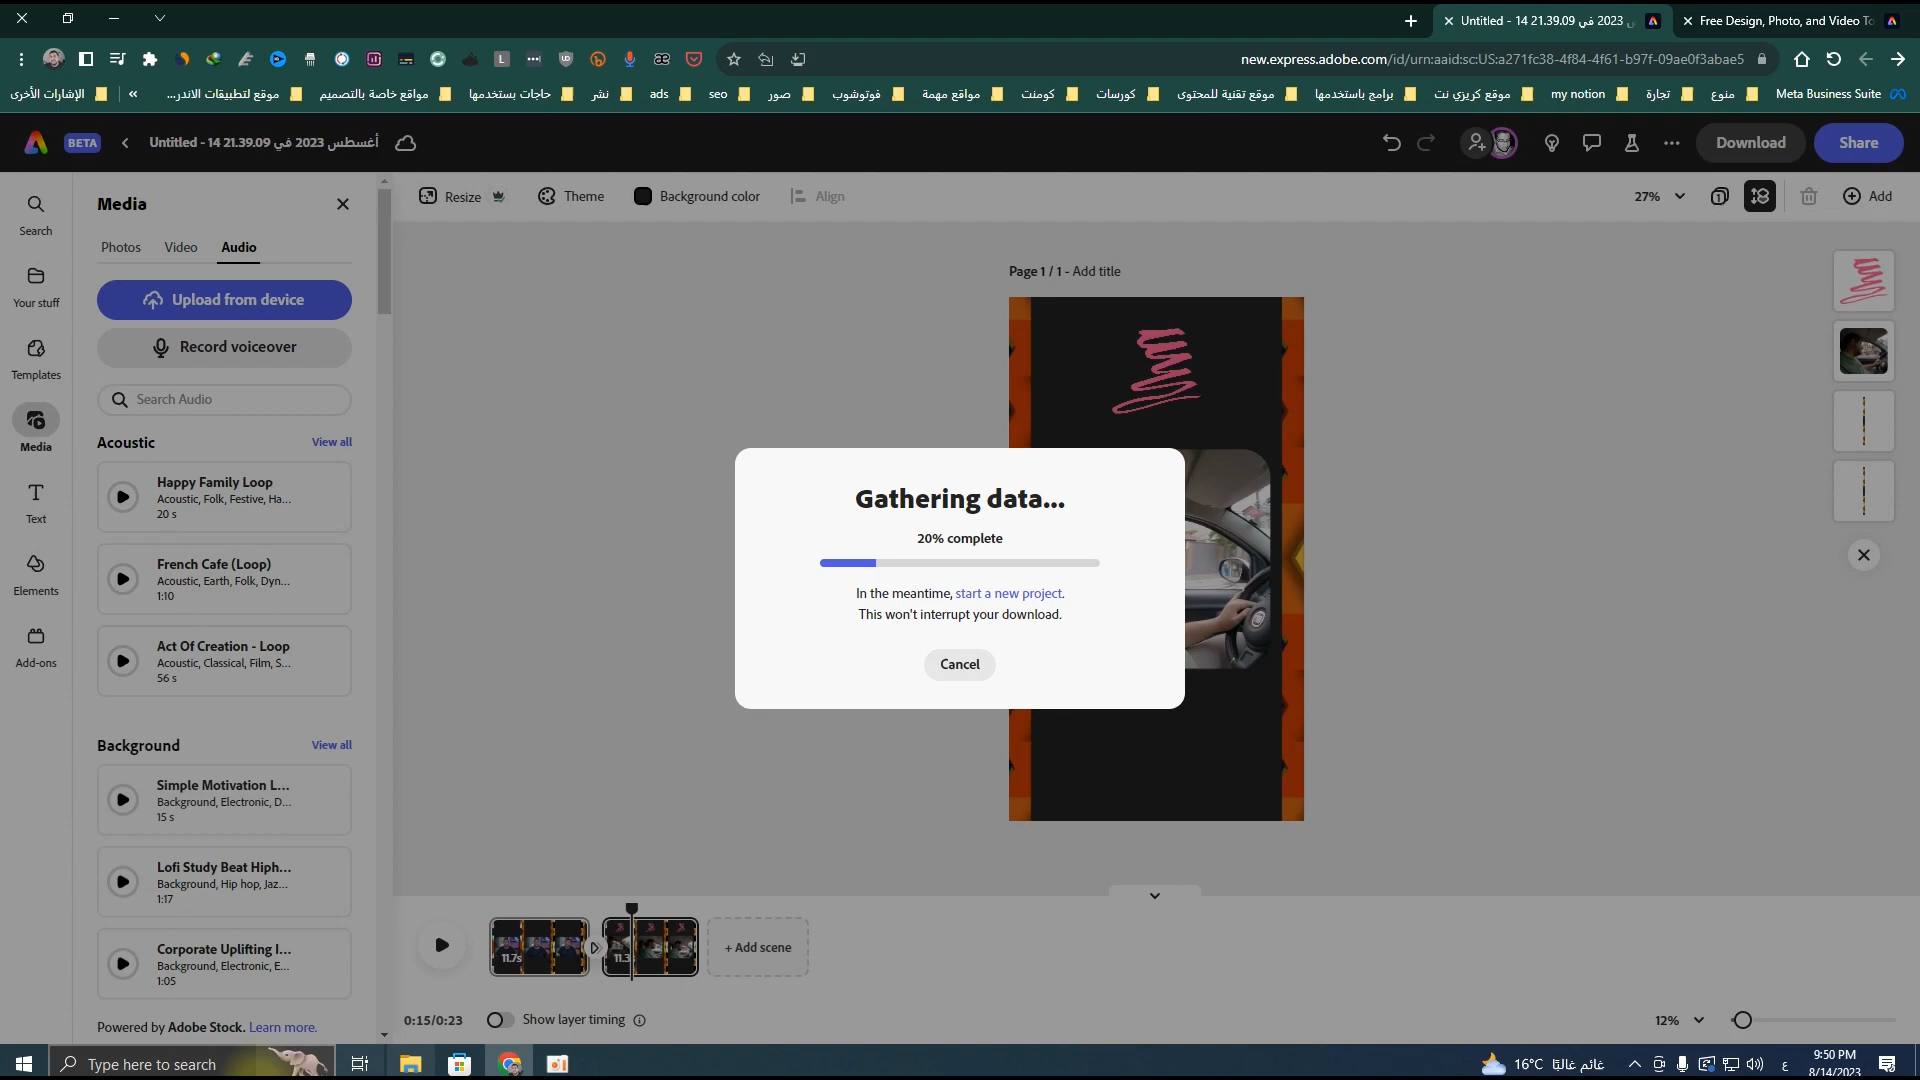 Untitled - 14 أغسطس 2023 في 21.39.09
Free Design, Photo, and Video To
new.express.adobe.com/id/urn:aaid:sc:US:a271fc38-4f84-4f61-b97f-09ae0f3abae5
الإشارات الأخرى
«
موقع لتطبيقات الاندر...
مواقع خاصة بالتصميم
حاجات بستخدمها
نشر
ads
seo
صور
فوتوشوب
مواقع مهمة
كومنت
كورسات
موقع تقنية للمحتوى
برامج باستخدمها
موقع كريزي نت
my notion
تجارة
منوع
Meta Business Suite
BETA
Untitled - 14 أغسطس 2023 في 21.39.09
Download
Share
Search
Your stuff
Templates
Media
Text
Elements
Add-ons
Media
Photos
Video
Audio
Upload from device
Record voiceover
Search Audio
Acoustic
View all
Happy Family Loop
Acoustic, Folk, Festive, Ha...
20 s
French Cafe (Loop)
Acoustic, Earth, Folk, Dyn...
1:10
Act Of Creation - Loop
Acoustic, Classical, Film, S...
56 s
Background
View all
Simple Motivation L...
Background, Electronic, D...
15 s
Lofi Study Beat Hiph...
Background, Hip hop, Jaz...
1:17
Corporate Uplifting I...
Background, Electronic, E...
1:05
Powered by Adobe Stock. Learn more.
Resize
Theme
Background color
Align
27%
Add
Page 1 / 1 - Add title
Gathering data...
20% complete
In the meantime, start a new project.
This won't interrupt your download.
Cancel
11.7s
11.3
+ Add scene
0:15/0:23
Show layer timing
12%
Type here to search
16°C
غائم غالبًا
ع
9:50 PM
8/14/2023